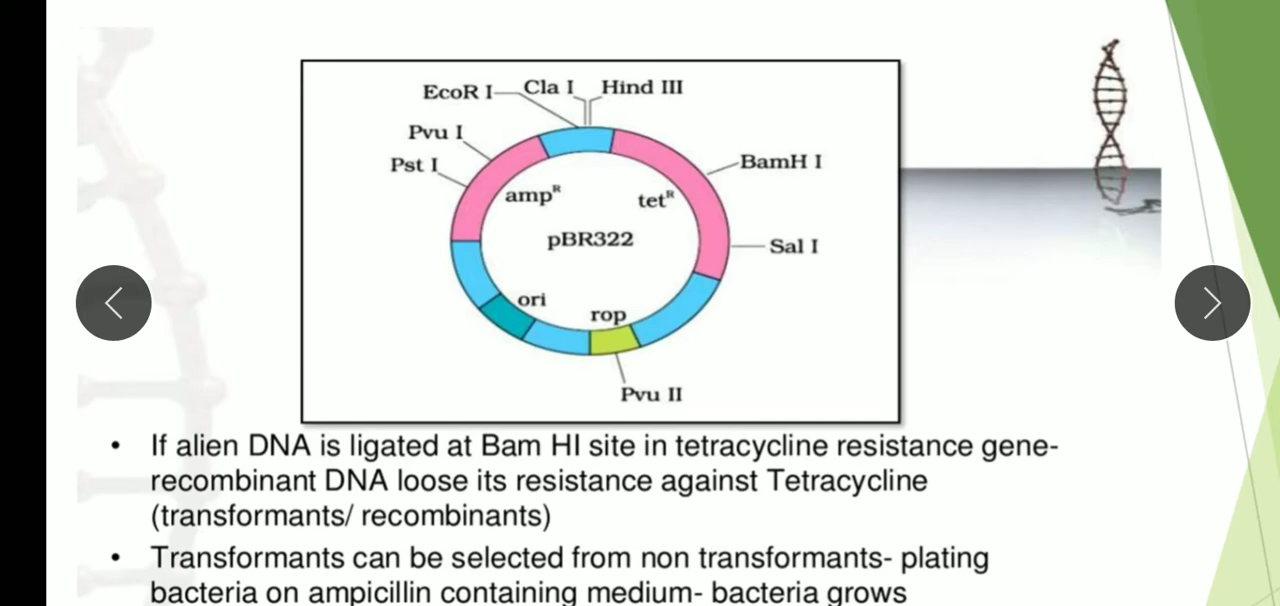 EcoR I Cla I Hind III
Pvu I
Pst I
BamH I
ampᴿ tetᴿ
pBR322
Sal I
ori
rop
Pvu II
• If alien DNA is ligated at Bam HI site in tetracycline resistance gene-
recombinant DNA loose its resistance against Tetracycline
(transformants/ recombinants)
• Transformants can be selected from non transformants- plating
bacteria on ampicillin containing medium- bacteria grows